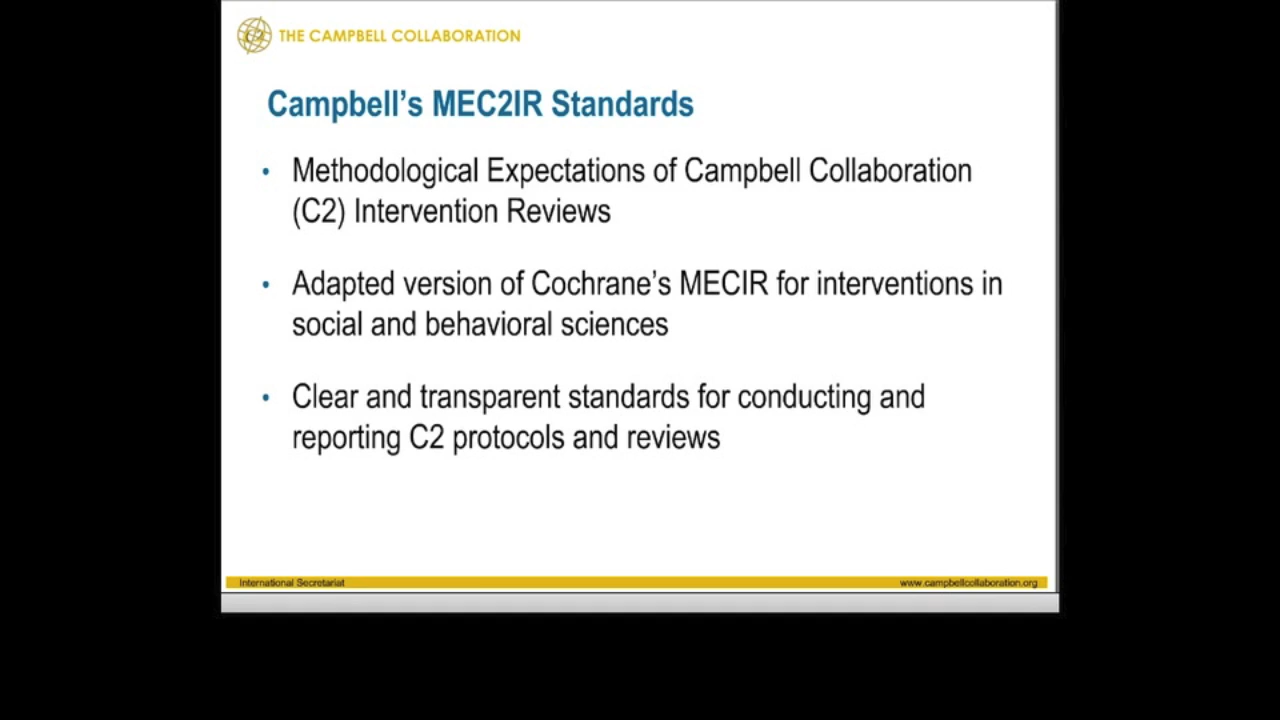 THE CAMPBELL COLLABORATION
Campbell's MEC2IR Standards
• Methodological Expectations of Campbell Collaboration
(C2) Intervention Reviews
• Adapted version of Cochrane's MECIR for interventions in
social and behavioral sciences
• Clear and transparent standards for conducting and
reporting C2 protocols and reviews
International Secretariat
www.campbellcollaboration.org